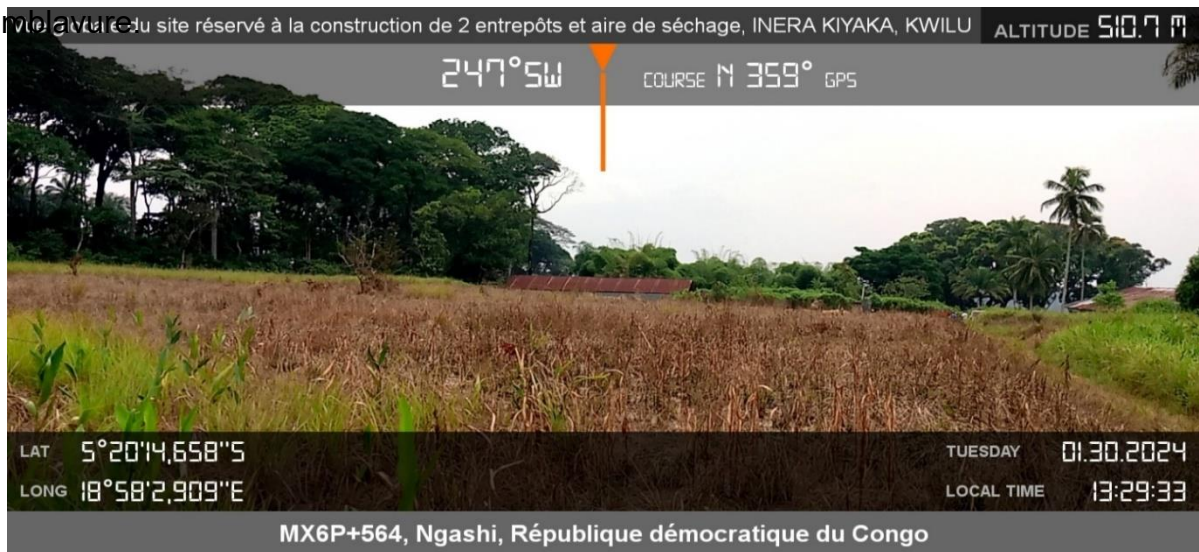 mblavure.
du site réservé à la construction de 2 entrepôts et aire de séchage, INERA KIYAKA, KWILU
ALTITUDE 510.7 M
247°SW
COURSE N 359° GPS
LAT 5°20'14,658"S
LONG 18°58'2,909"E
TUESDAY 01.30.2024
LOCAL TIME 13:29:33
MX6P+564, Ngashi, République démocratique du Congo